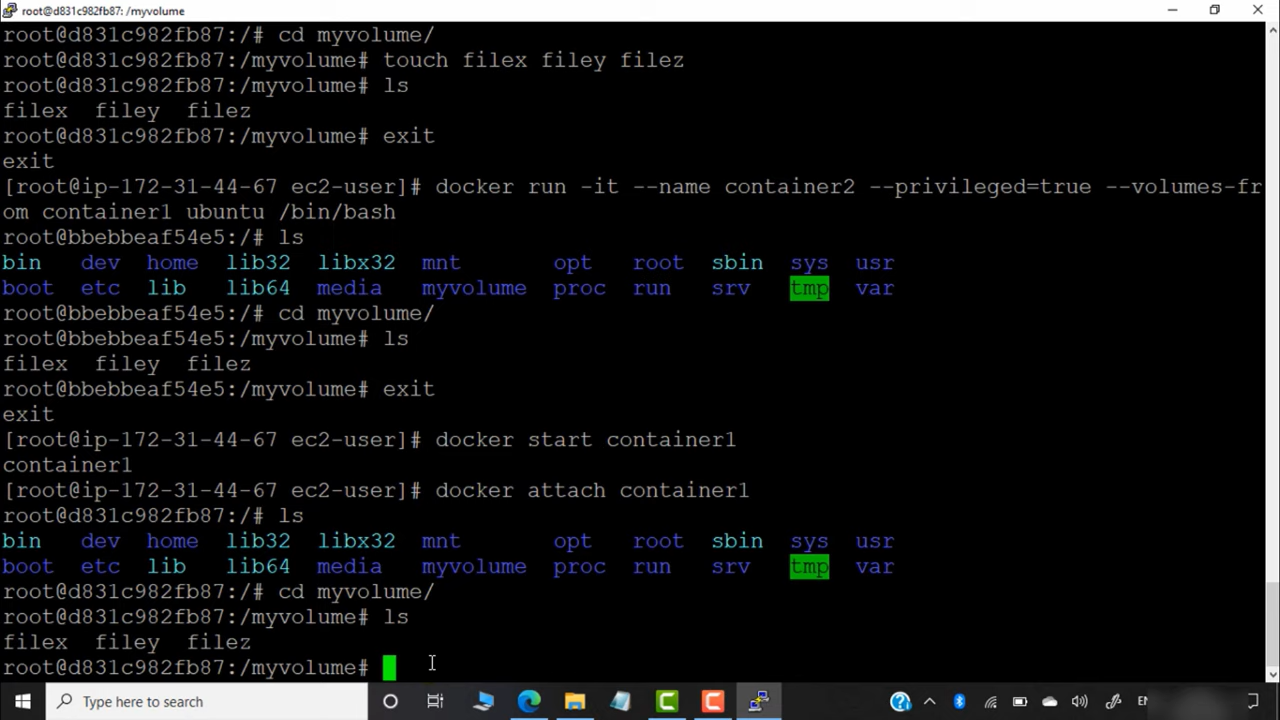 root@d831c982fb87: /myvolume
root@d831c982fb87:/# cd myvolume/
root@d831c982fb87:/myvolume# touch filex filey filez
root@d831c982fb87:/myvolume# ls
filex  filey  filez
root@d831c982fb87:/myvolume# exit
exit
[root@ip-172-31-44-67 ec2-user]# docker run -it --name container2 --privileged=true --volumes-fr
om container1 ubuntu /bin/bash
root@bbebbeaf54e5:/# ls
bin   dev  home  lib32  libx32  mnt       opt   root  sbin  sys  usr
boot  etc  lib   lib64  media   myvolume  proc  run   srv   tmp  var
root@bbebbeaf54e5:/# cd myvolume/
root@bbebbeaf54e5:/myvolume# ls
filex  filey  filez
root@bbebbeaf54e5:/myvolume# exit
exit
[root@ip-172-31-44-67 ec2-user]# docker start container1
container1
[root@ip-172-31-44-67 ec2-user]# docker attach container1
root@d831c982fb87:/# ls
bin   dev  home  lib32  libx32  mnt       opt   root  sbin  sys  usr
boot  etc  lib   lib64  media   myvolume  proc  run   srv   tmp  var
root@d831c982fb87:/# cd myvolume/
root@d831c982fb87:/myvolume# ls
filex  filey  filez
root@d831c982fb87:/myvolume#
Type here to search